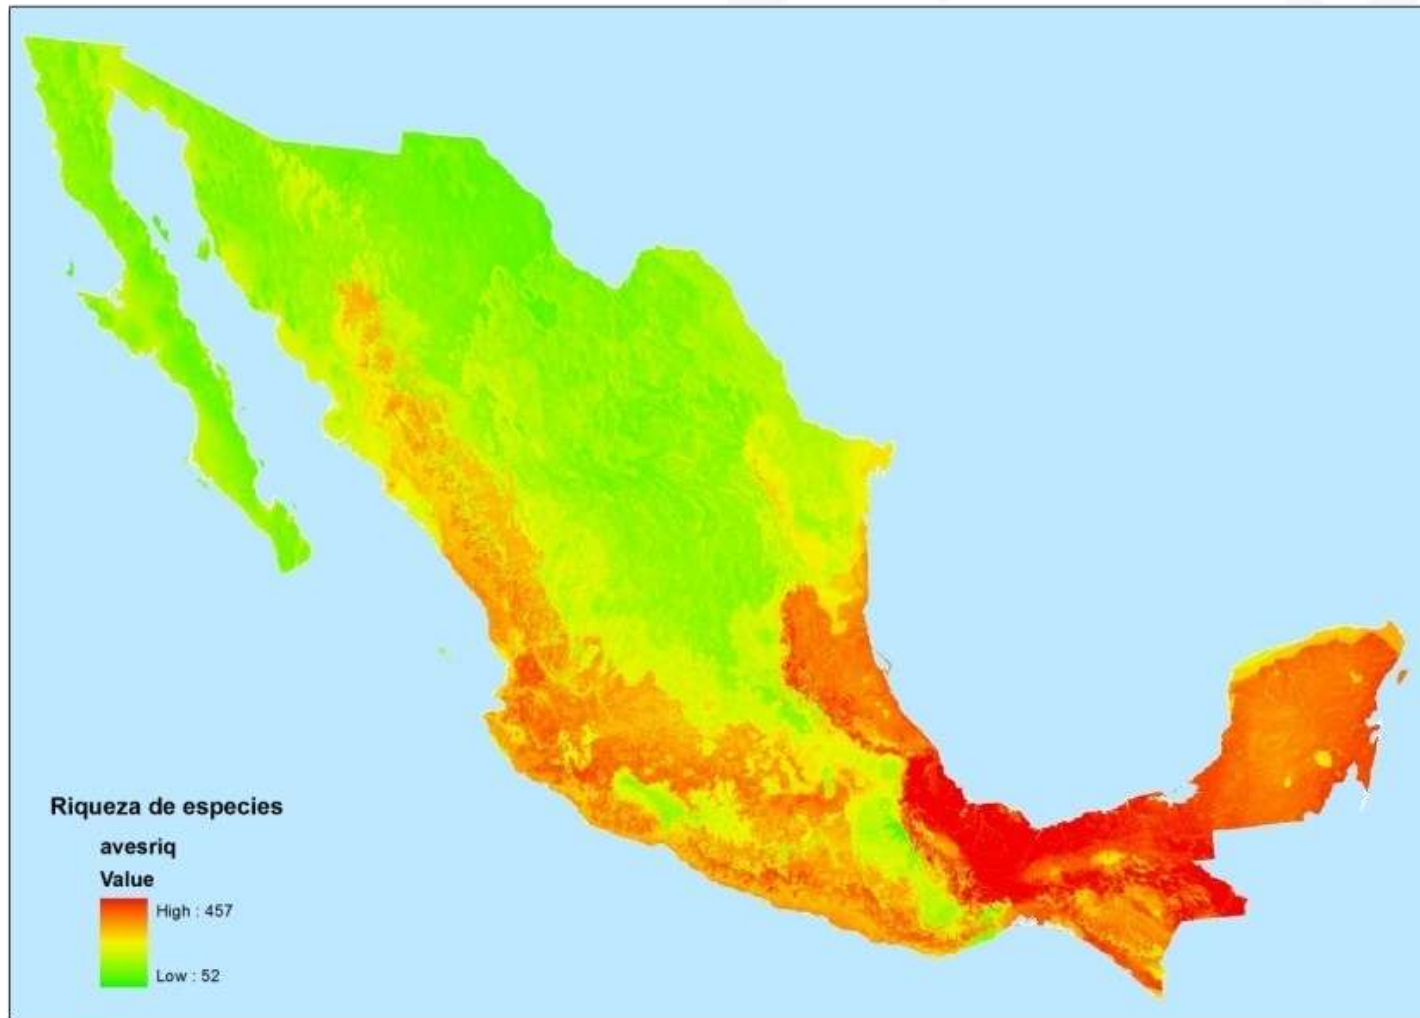 Riqueza de especies
avesriq
Value
High : 457
Low : 52